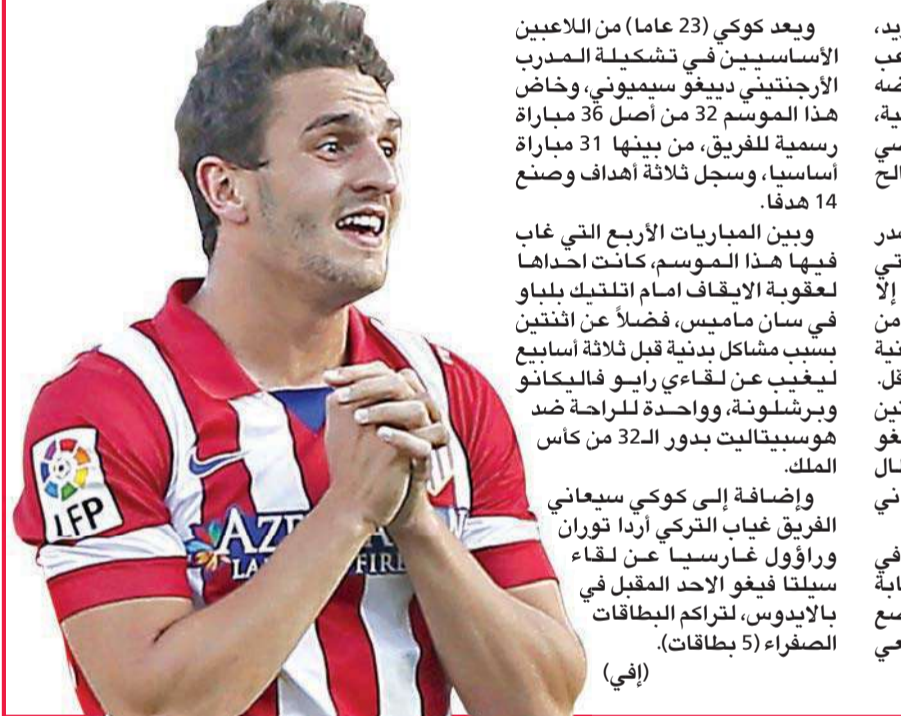 ويعد كوكي (23 عاما) من اللاعبين
الأساسيين في تشكيلة المدرب
الأرجنتيني دييغو سيميوني، وخاض
هذا الموسم 32 من أصل 36 مباراة
رسمية للفريق، من بينها 31 مباراة
أساسيا، وسجل ثلاثة أهداف وصنع
14 هدفا.
وبين المباريات الأربع التي غاب
فيها هذا الموسم، كانت احداها
لعقوبة الايقاف امام اتلتيك بلباو
في سان ماميس، فضلاً عن اثنتين
بسبب مشاكل بدنية قبل ثلاثة أسابيع
ليغيب عن لقاءي رايو فاليكانو
وبرشلونة، وواحدة للراحة ضد
هوسبيتاليت بدور الـ32 من كأس
الملك.
وإضافة إلى كوكي سيعاني
الفريق غياب التركي أردا توران
وراؤول غارسيا عن لقاء
سيلتا فيغو الاحد المقبل في
بالايدوس، لتراكم البطاقات
الصفراء (5 بطاقات).
(إفي)
LFP